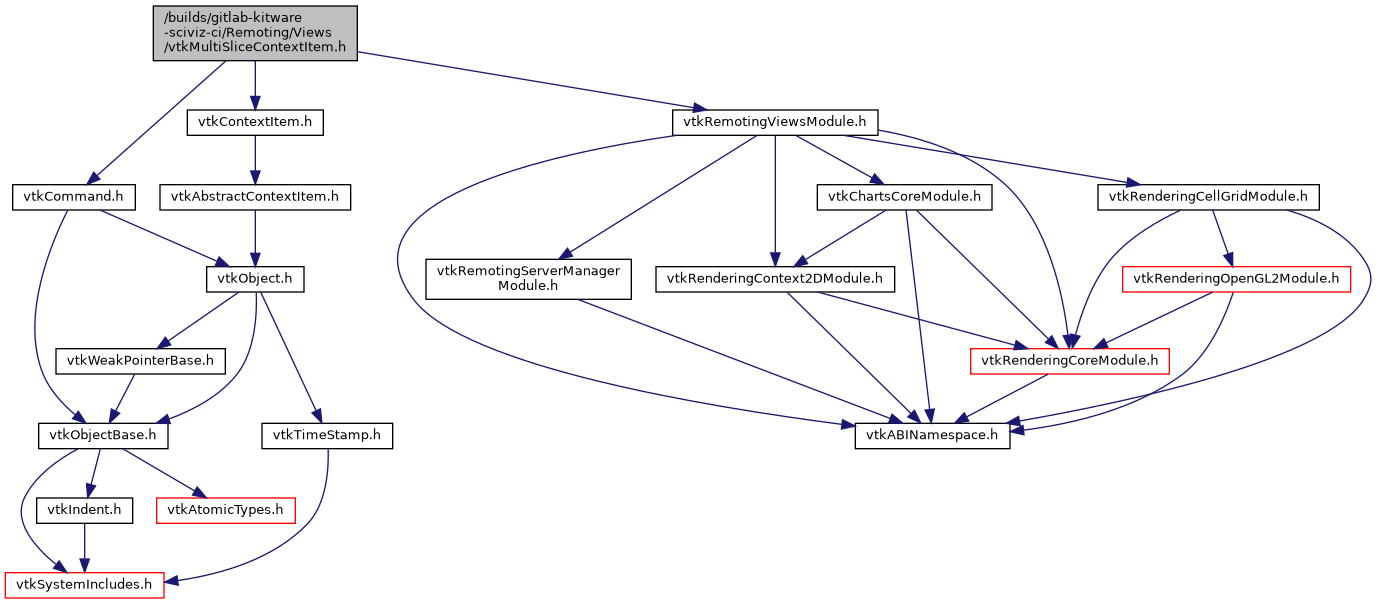 /builds/gitlab-kitware
-sciviz-ci/Remoting/Views
/vtkMultiSliceContextItem.h
vtkContextItem.h
vtkRemotingViewsModule.h
vtkCommand.h
vtkAbstractContextItem.h
vtkChartsCoreModule.h
vtkRenderingCellGridModule.h
vtkObject.h
vtkRemotingServerManager
Module.h
vtkRenderingContext2DModule.h
vtkRenderingOpenGL2Module.h
vtkWeakPointerBase.h
vtkRenderingCoreModule.h
vtkObjectBase.h
vtkTimeStamp.h
vtkABINamespace.h
vtkIndent.h
vtkAtomicTypes.h
vtkSystemIncludes.h